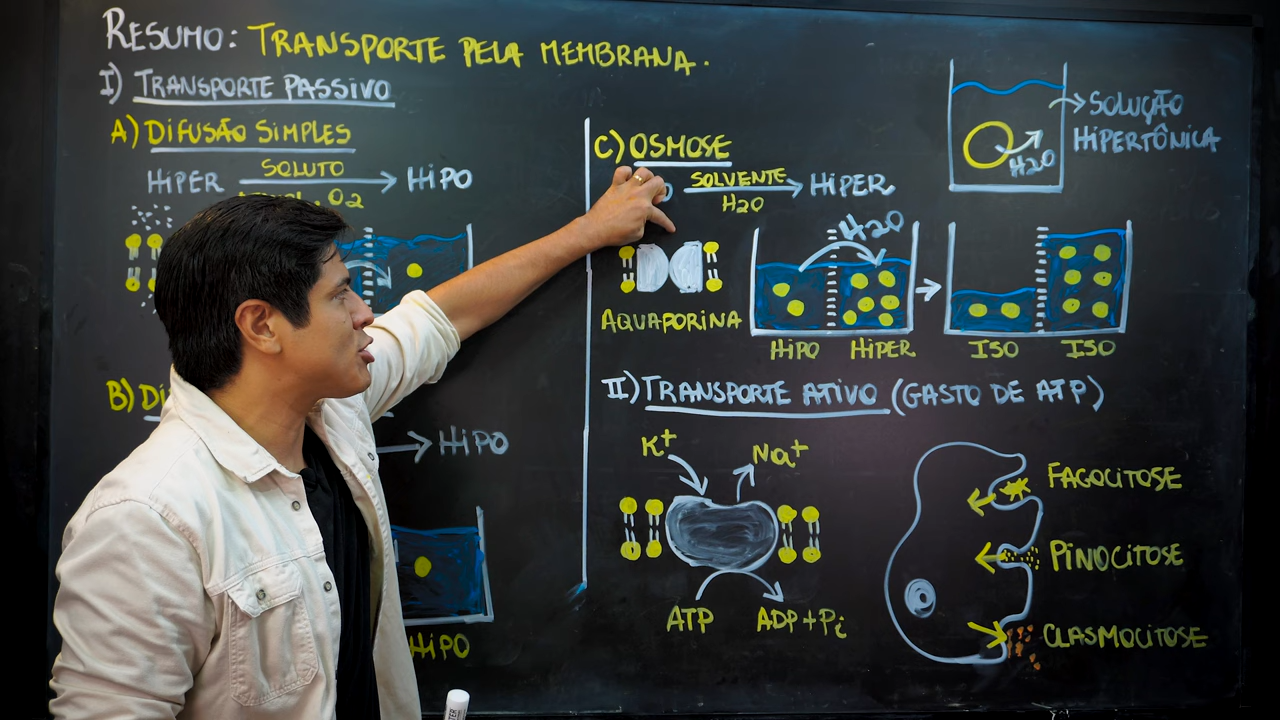 RESUMO: TRANSPORTE PELA MEMBRANA.
I) TRANSPORTE PASSIVO
A) DIFUSÃO SIMPLES
SOLUTO
HIPER → HIPO
O2
B)
→ HIPO
HIPO
C) OSMOSE
SOLVENTE
→ HIPER
H2O
AQUAPORINA
H2O
HIPO HIPER
→
ISO ISO
→ SOLUÇÃO
HIPERTÔNICA
H2O
II) TRANSPORTE ATIVO (GASTO DE ATP)
K+ Na+
ATP ADP+Pi
FAGOCITOSE
PINOCITOSE
CLASMOCITOSE